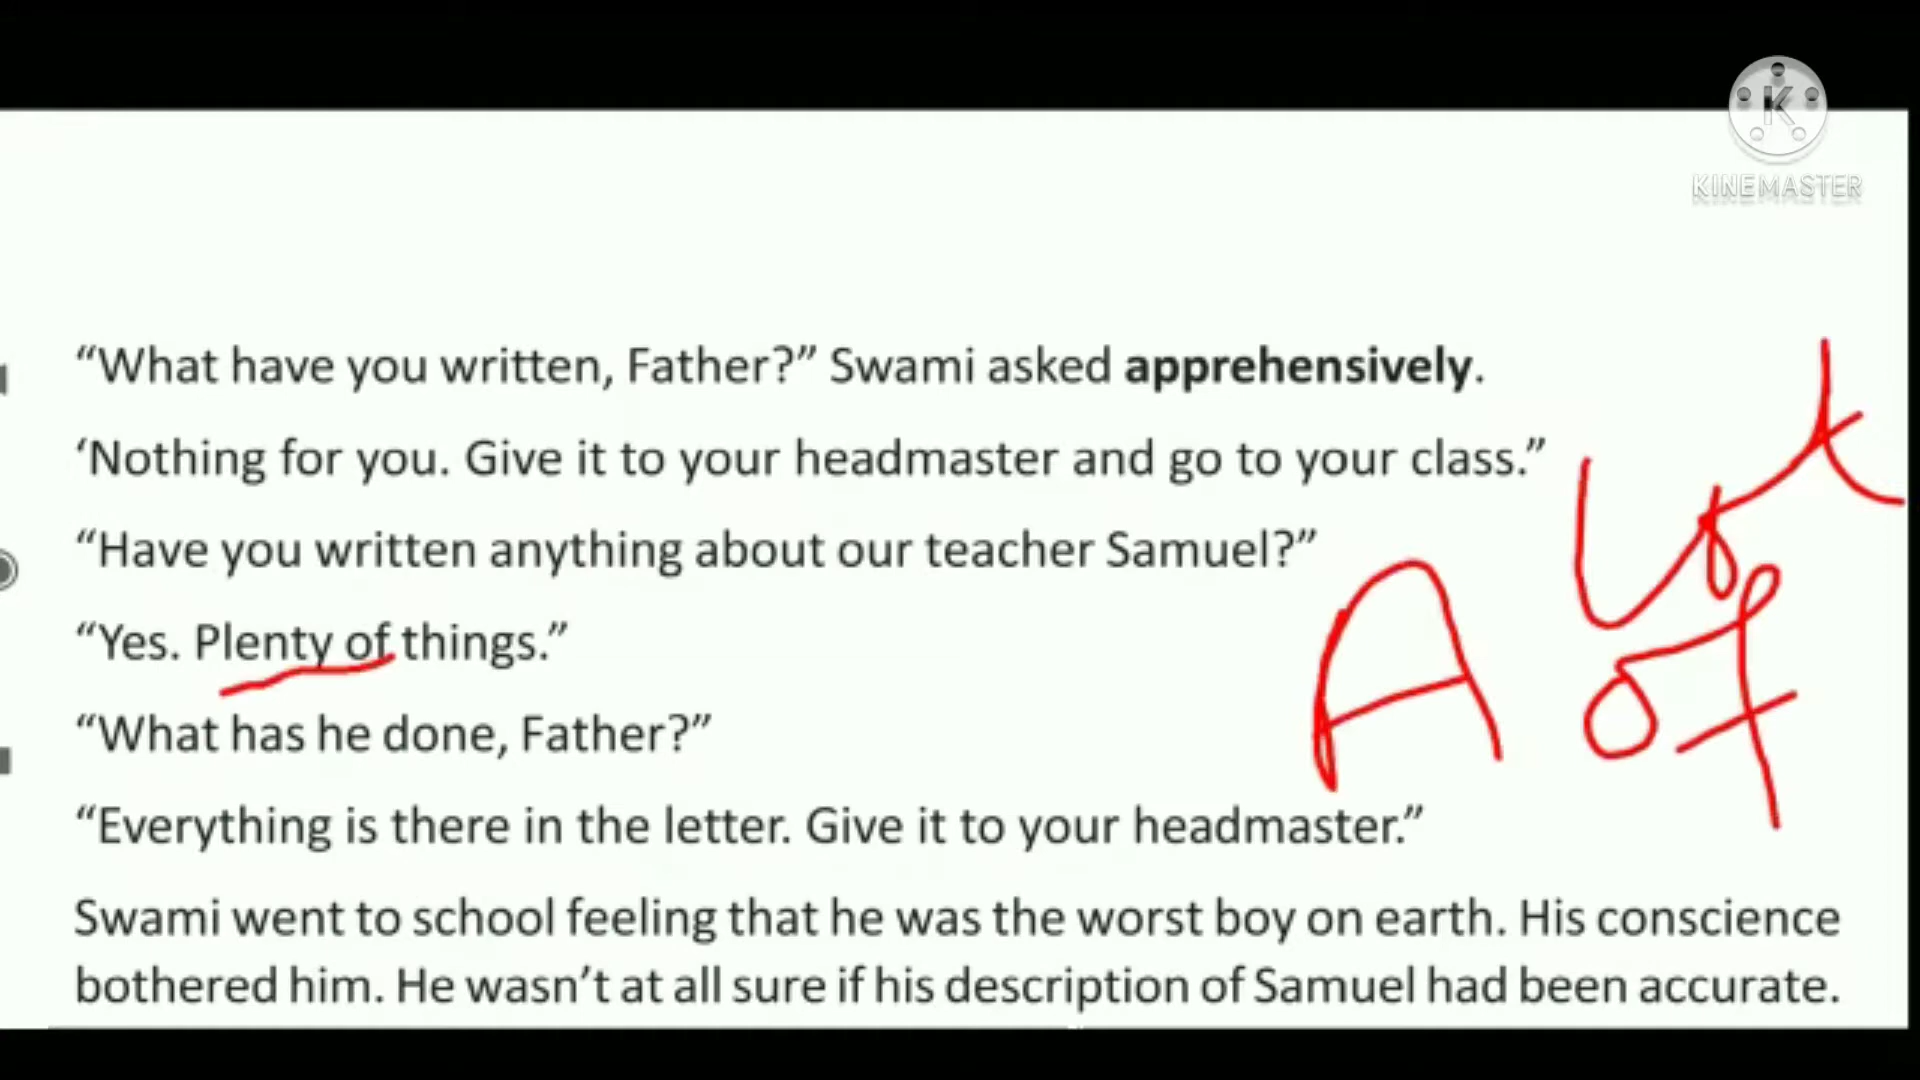 KINEMASTER
“What have you written, Father?” Swami asked apprehensively.
‘Nothing for you. Give it to your headmaster and go to your class.”
“Have you written anything about our teacher Samuel?”
“Yes. Plenty of things.”
“What has he done, Father?”
“Everything is there in the letter. Give it to your headmaster.”
Swami went to school feeling that he was the worst boy on earth. His conscience
bothered him. He wasn’t at all sure if his description of Samuel had been accurate.
A Lot
of